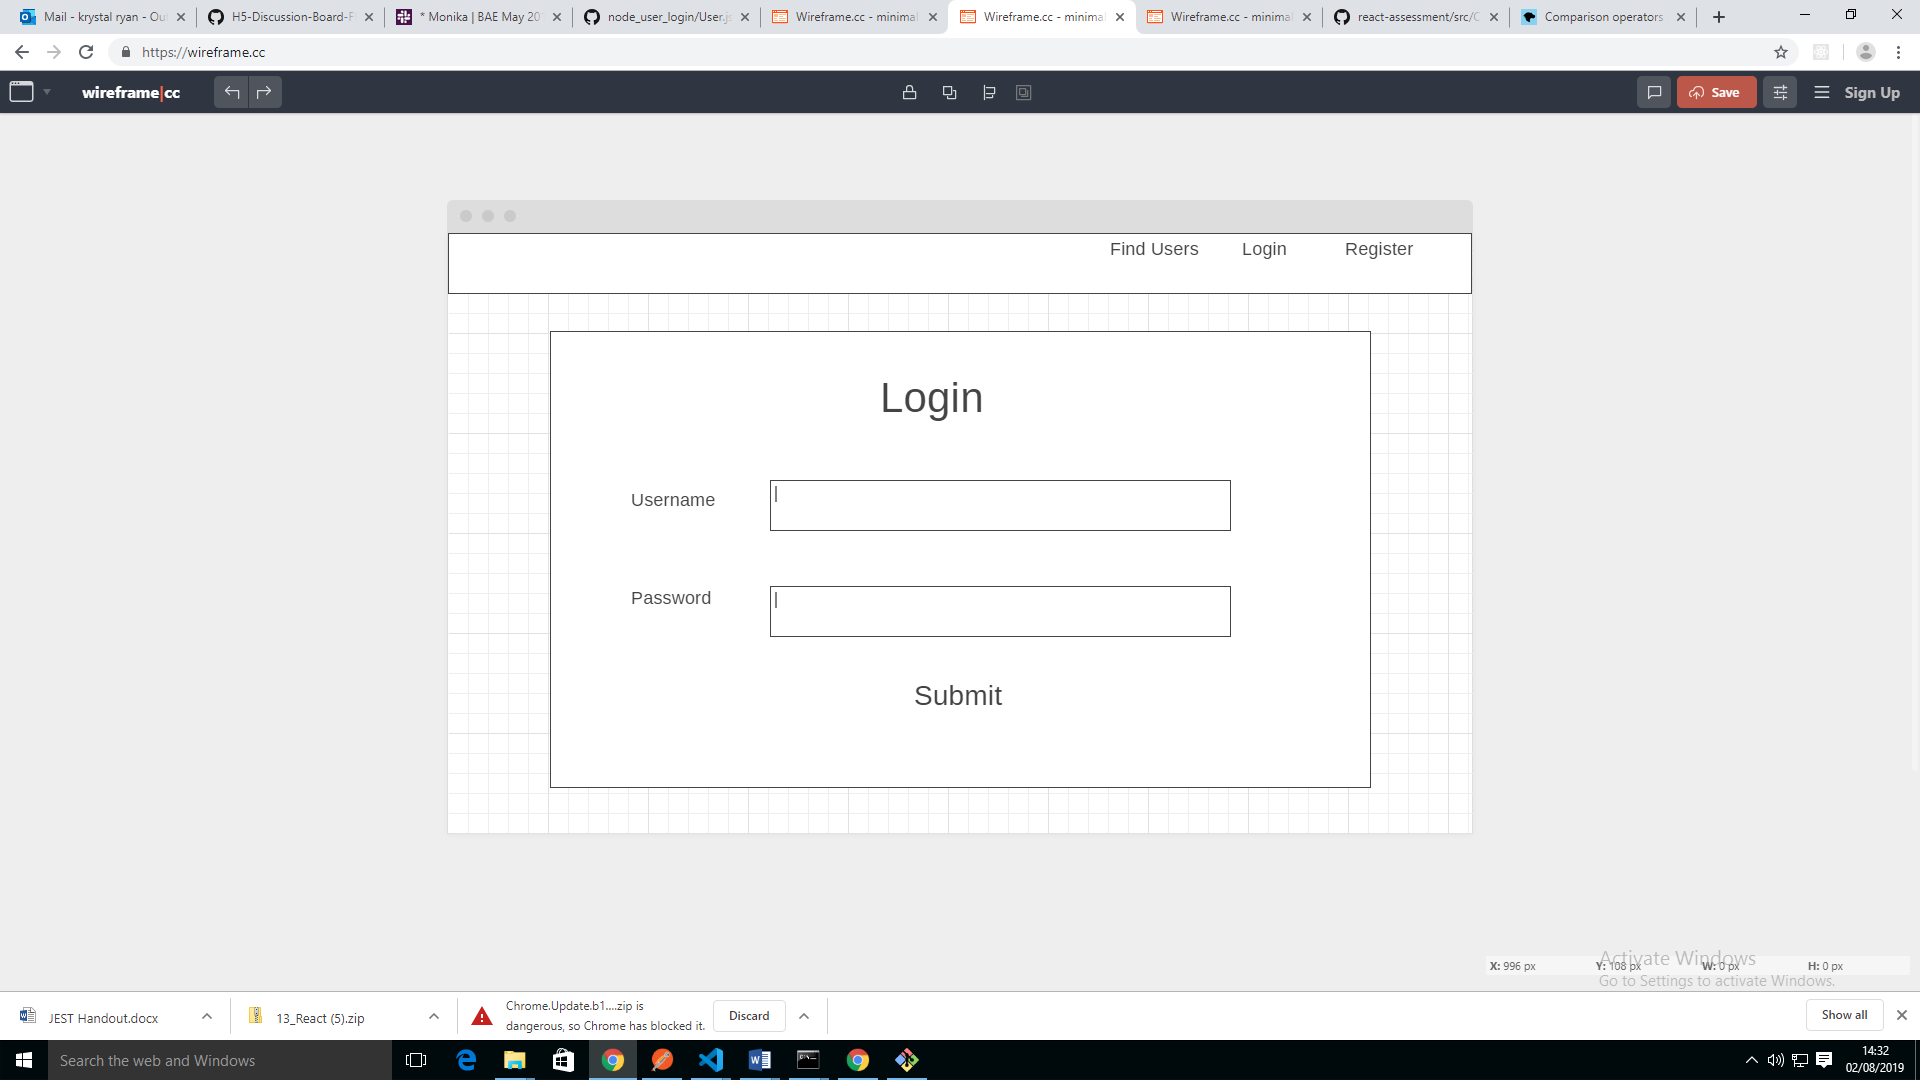 Mail - krystal ryan - Ou
H5-Discussion-Board-F
* Monika | BAE May 20
node_user_login/User.js
Wireframe.cc - minimal
Wireframe.cc - minimal
Wireframe.cc - minimal
react-assessment/src/C
Comparison operators
https://wireframe.cc
wireframe|cc
Save
Sign Up
Find Users
Login
Register
Login
Username
Password
Submit
X: 996 px
Y: 108 px
W: 0 px
H: 0 px
Activate Windows
Go to Settings to activate Windows.
JEST Handout.docx
13_React (5).zip
Chrome.Update.b1....zip is
dangerous, so Chrome has blocked it.
Discard
Show all
Search the web and Windows
14:32
02/08/2019